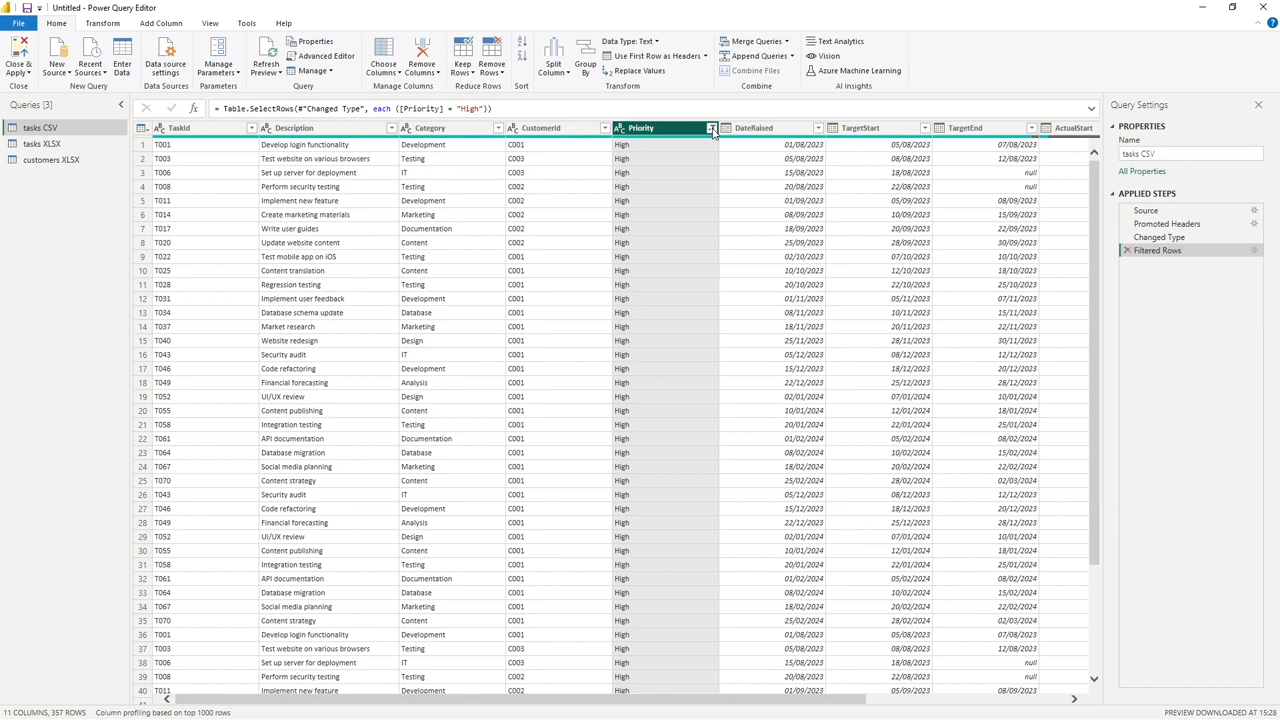 Untitled - Power Query Editor
File Home Transform Add Column View Tools Help
Close & Apply
New Source
Recent Sources
Enter Data
Data source settings
Manage Parameters
Refresh Preview
Properties
Advanced Editor
Manage
Choose Columns
Remove Columns
Keep Rows
Remove Rows
Split Column
Group By
Data Type: Text
Use First Row as Headers
Replace Values
Merge Queries
Append Queries
Combine Files
Text Analytics
Vision
Azure Machine Learning
Close New Query Data Sources Parameters Query Manage Columns Reduce Rows Sort Transform Combine AI Insights
Queries [3]
tasks CSV
tasks XLSX
customers XLSX
= Table.SelectRows(#"Changed Type", each ([Priority] = "High"))
TaskId Description Category CustomerId Priority DateRaised TargetStart TargetEnd ActualStart
1 T001 Develop login functionality Development C001 High 01/08/2023 05/08/2023 07/08/2023
2 T003 Test website on various browsers Testing C003 High 05/08/2023 08/08/2023 12/08/2023
3 T006 Set up server for deployment IT C003 High 15/08/2023 18/08/2023 null
4 T008 Perform security testing Testing C002 High 20/08/2023 22/08/2023 null
5 T011 Implement new feature Development C002 High 01/09/2023 05/09/2023 08/09/2023
6 T014 Create marketing materials Marketing C002 High 08/09/2023 10/09/2023 15/09/2023
7 T017 Write user guides Documentation C002 High 18/09/2023 20/09/2023 22/09/2023
8 T020 Update website content Content C002 High 25/09/2023 28/09/2023 30/09/2023
9 T022 Test mobile app on iOS Testing C001 High 02/10/2023 07/10/2023 10/10/2023
10 T025 Content translation Content C001 High 10/10/2023 12/10/2023 18/10/2023
11 T028 Regression testing Testing C001 High 20/10/2023 22/10/2023 25/10/2023
12 T031 Implement user feedback Development C001 High 01/11/2023 05/11/2023 07/11/2023
13 T034 Database schema update Database C001 High 08/11/2023 10/11/2023 15/11/2023
14 T037 Market research Marketing C001 High 18/11/2023 20/11/2023 22/11/2023
15 T040 Website redesign Design C001 High 25/11/2023 28/11/2023 30/11/2023
16 T043 Security audit IT C001 High 05/12/2023 08/12/2023 12/12/2023
17 T046 Code refactoring Development C001 High 15/12/2023 18/12/2023 20/12/2023
18 T049 Financial forecasting Analysis C001 High 22/12/2023 25/12/2023 28/12/2023
19 T052 UI/UX review Design C001 High 02/01/2024 07/01/2024 10/01/2024
20 T055 Content publishing Content C001 High 10/01/2024 12/01/2024 18/01/2024
21 T058 Integration testing Testing C001 High 20/01/2024 22/01/2024 25/01/2024
22 T061 API documentation Documentation C001 High 01/02/2024 05/02/2024 08/02/2024
23 T064 Database migration Database C001 High 08/02/2024 10/02/2024 15/02/2024
24 T067 Social media planning Marketing C001 High 18/02/2024 20/02/2024 22/02/2024
25 T070 Content strategy Content C001 High 25/02/2024 28/02/2024 02/03/2024
26 T043 Security audit IT C001 High 05/12/2023 08/12/2023 12/12/2023
27 T046 Code refactoring Development C001 High 15/12/2023 18/12/2023 20/12/2023
28 T049 Financial forecasting Analysis C001 High 22/12/2023 25/12/2023 28/12/2023
29 T052 UI/UX review Design C001 High 02/01/2024 07/01/2024 10/01/2024
30 T055 Content publishing Content C001 High 10/01/2024 12/01/2024 18/01/2024
31 T058 Integration testing Testing C001 High 20/01/2024 22/01/2024 25/01/2024
32 T061 API documentation Documentation C001 High 01/02/2024 05/02/2024 08/02/2024
33 T064 Database migration Database C001 High 08/02/2024 10/02/2024 15/02/2024
34 T067 Social media planning Marketing C001 High 18/02/2024 20/02/2024 22/02/2024
35 T070 Content strategy Content C001 High 25/02/2024 28/02/2024 02/03/2024
36 T001 Develop login functionality Development C001 High 01/08/2023 05/08/2023 07/08/2023
37 T003 Test website on various browsers Testing C003 High 05/08/2023 08/08/2023 12/08/2023
38 T006 Set up server for deployment IT C003 High 15/08/2023 18/08/2023 null
39 T008 Perform security testing Testing C002 High 20/08/2023 22/08/2023 null
40 T011 Implement new feature Development C002 High 01/09/2023 05/09/2023 08/09/2023
Query Settings
PROPERTIES
Name
tasks CSV
All Properties
APPLIED STEPS
Source
Promoted Headers
Changed Type
Filtered Rows
11 COLUMNS, 357 ROWS Column profiling based on top 1000 rows PREVIEW DOWNLOADED AT 15:28